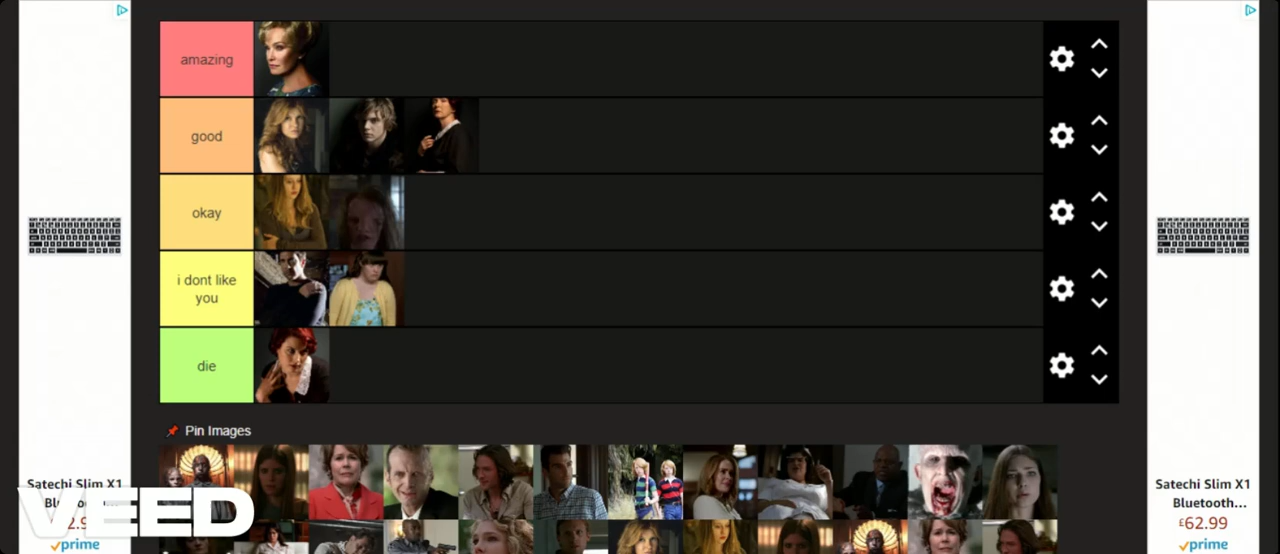 amazing
good
okay
i dont like
you
die
Pin Images
Satechi Slim X1
VEED
prime
Satechi Slim X1
Bluetooth...
£62.99
prime